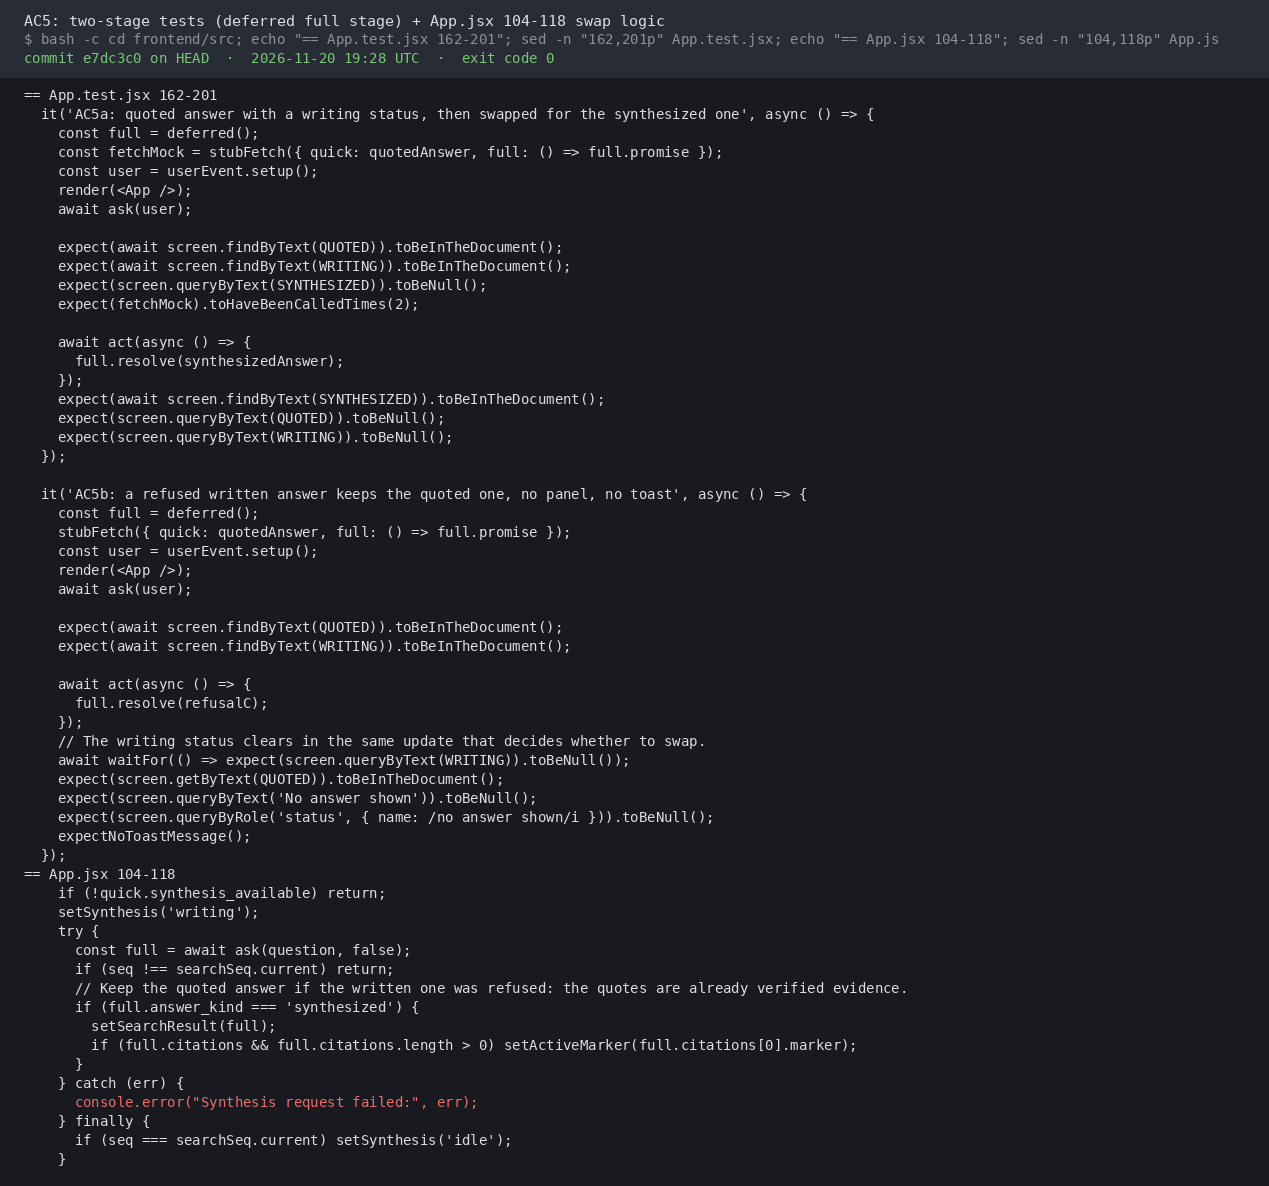 AC5: two-stage tests (deferred full stage) + App.jsx 104-118 swap logic
$ bash -c cd frontend/src; echo "== App.test.jsx 162-201"; sed -n "162,201p" App.test.jsx; echo "== App.jsx 104-118"; sed -n "104,118p" App.js
commit e7dc3c0 on HEAD  ·  2026-11-20 19:28 UTC  ·  exit code 0
== App.test.jsx 162-201
  it('AC5a: quoted answer with a writing status, then swapped for the synthesized one', async () => {
    const full = deferred();
    const fetchMock = stubFetch({ quick: quotedAnswer, full: () => full.promise });
    const user = userEvent.setup();
    render(<App />);
    await ask(user);

    expect(await screen.findByText(QUOTED)).toBeInTheDocument();
    expect(await screen.findByText(WRITING)).toBeInTheDocument();
    expect(screen.queryByText(SYNTHESIZED)).toBeNull();
    expect(fetchMock).toHaveBeenCalledTimes(2);

    await act(async () => {
      full.resolve(synthesizedAnswer);
    });
    expect(await screen.findByText(SYNTHESIZED)).toBeInTheDocument();
    expect(screen.queryByText(QUOTED)).toBeNull();
    expect(screen.queryByText(WRITING)).toBeNull();
  });

  it('AC5b: a refused written answer keeps the quoted one, no panel, no toast', async () => {
    const full = deferred();
    stubFetch({ quick: quotedAnswer, full: () => full.promise });
    const user = userEvent.setup();
    render(<App />);
    await ask(user);

    expect(await screen.findByText(QUOTED)).toBeInTheDocument();
    expect(await screen.findByText(WRITING)).toBeInTheDocument();

    await act(async () => {
      full.resolve(refusalC);
    });
    // The writing status clears in the same update that decides whether to swap.
    await waitFor(() => expect(screen.queryByText(WRITING)).toBeNull());
    expect(screen.getByText(QUOTED)).toBeInTheDocument();
    expect(screen.queryByText('No answer shown')).toBeNull();
    expect(screen.queryByRole('status', { name: /no answer shown/i })).toBeNull();
    expectNoToastMessage();
  });
== App.jsx 104-118
    if (!quick.synthesis_available) return;
    setSynthesis('writing');
    try {
      const full = await ask(question, false);
      if (seq !== searchSeq.current) return;
      // Keep the quoted answer if the written one was refused: the quotes are already verified evidence.
      if (full.answer_kind === 'synthesized') {
        setSearchResult(full);
        if (full.citations && full.citations.length > 0) setActiveMarker(full.citations[0].marker);
      }
    } catch (err) {
      console.error("Synthesis request failed:", err);
    } finally {
      if (seq === searchSeq.current) setSynthesis('idle');
    }